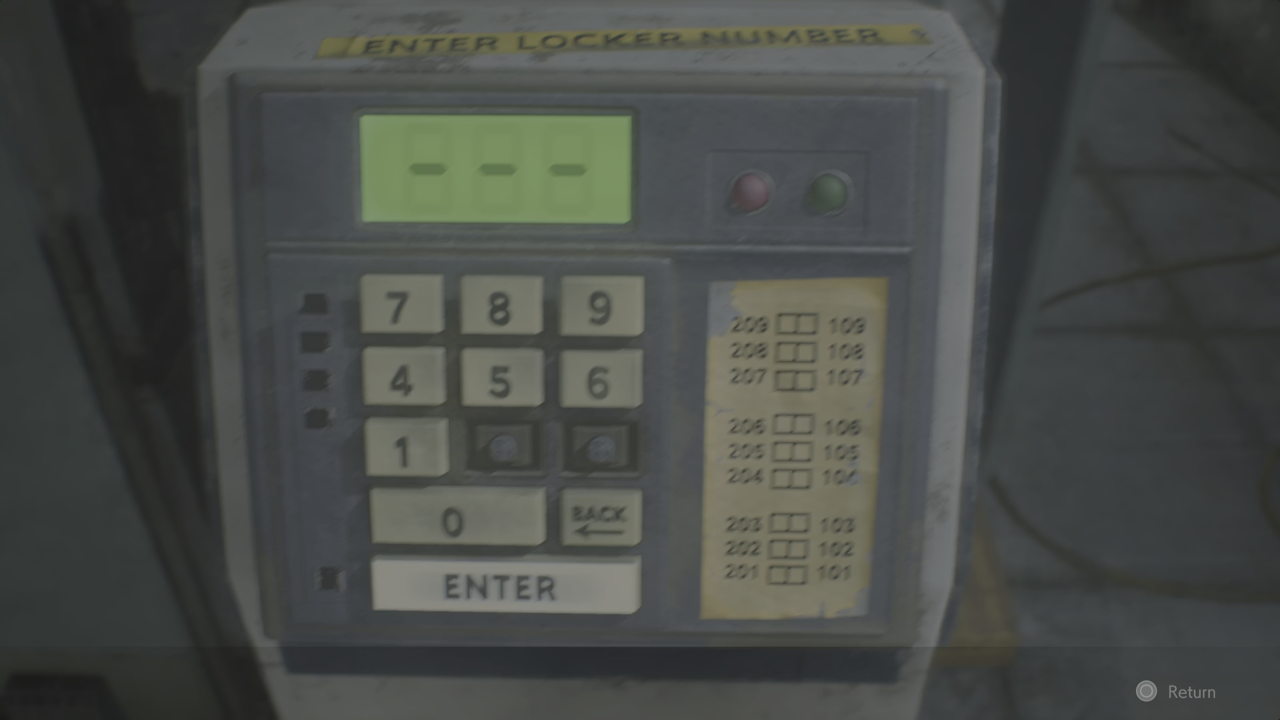 ENTER LOCKER NUMBER
- - -
7 8 9
4 5 6
1
0 BACK
ENTER
209 109
208 108
207 107
206 106
205 105
204 104
203 103
202 102
201 101
Return